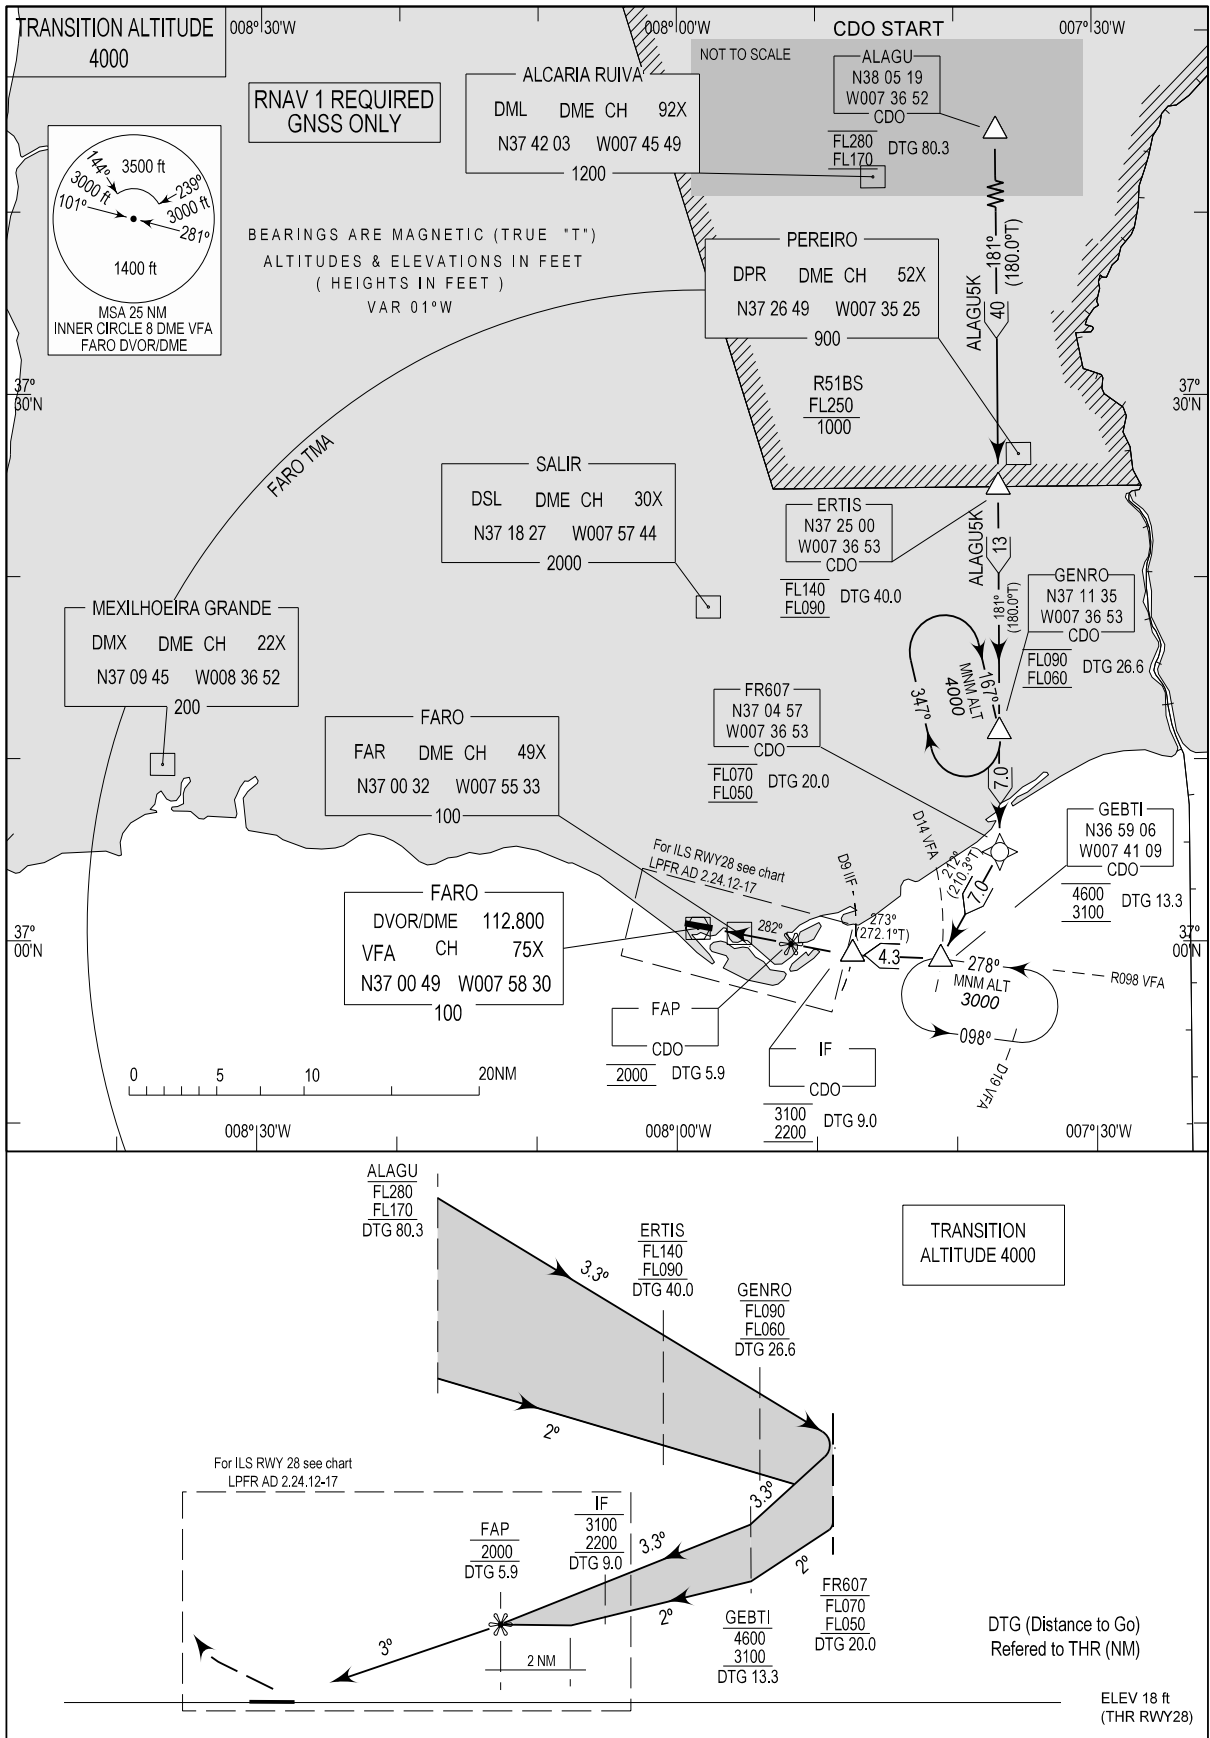 TRANSITION ALTITUDE
4000
008°30'W
008°00'W
CDO START
007°30'W
NOT TO SCALE
ALAGU
N38 05 19
W007 36 52
CDO
FL280
FL170
DTG 80.3
ALCARIA RUIVA
DML DME CH 92X
N37 42 03 W007 45 49
1200
RNAV 1 REQUIRED
GNSS ONLY
3500 ft
144°
3000 ft
239°
3000 ft
101°
281°
1400 ft
MSA 25 NM
INNER CIRCLE 8 DME VFA
FARO DVOR/DME
BEARINGS ARE MAGNETIC (TRUE "T")
ALTITUDES & ELEVATIONS IN FEET
( HEIGHTS IN FEET )
VAR 01°W
PEREIRO
DPR DME CH 52X
N37 26 49 W007 35 25
900
181°
(180.0°T)
ALAGU5K
40
37º
30'N
37º
30'N
R51BS
FL250
1000
FARO TMA
SALIR
DSL DME CH 30X
N37 18 27 W007 57 44
2000
ERTIS
N37 25 00
W007 36 53
CDO
FL140
FL090
DTG 40.0
ALAGU5K
13
181º
(180.0ºT)
GENRO
N37 11 35
W007 36 53
CDO
FL090
FL060
DTG 26.6
MEXILHOEIRA GRANDE
DMX DME CH 22X
N37 09 45 W008 36 52
200
167º
MNM ALT
4000
347º
FR607
N37 04 57
W007 36 53
CDO
FL070
FL050
DTG 20.0
7.0
FARO
FAR DME CH 49X
N37 00 32 W007 55 33
100
GEBTI
N36 59 06
W007 41 09
CDO
4600
3100
DTG 13.3
D14 VFA
212º
(210.3ºT)
7.0
D9 IIF
For ILS RWY28 see chart
LPFR AD 2.24.12-17
FARO
DVOR/DME 112.800
VFA CH 75X
N37 00 49 W007 58 30
100
282º
273º
(272.1ºT)
4.3
37º
00'N
37º
00'N
278º
MNM ALT
3000
098º
R098 VFA
D19 VFA
FAP
CDO
2000 DTG 5.9
IF
CDO
3100
2200
DTG 9.0
0 5 10 20NM
008°30'W
008°00'W
007°30'W
ALAGU
FL280
FL170
DTG 80.3
TRANSITION
ALTITUDE 4000
ERTIS
FL140
FL090
DTG 40.0
GENRO
FL090
FL060
DTG 26.6
3.3º
2º
For ILS RWY 28 see chart
LPFR AD 2.24.12-17
3.3º
2º
IF
3100
2200
DTG 9.0
FAP
2000
DTG 5.9
3.3º
2º
FR607
FL070
FL050
DTG 20.0
GEBTI
4600
3100
DTG 13.3
3º
2 NM
DTG (Distance to Go)
Refered to THR (NM)
ELEV 18 ft
(THR RWY28)